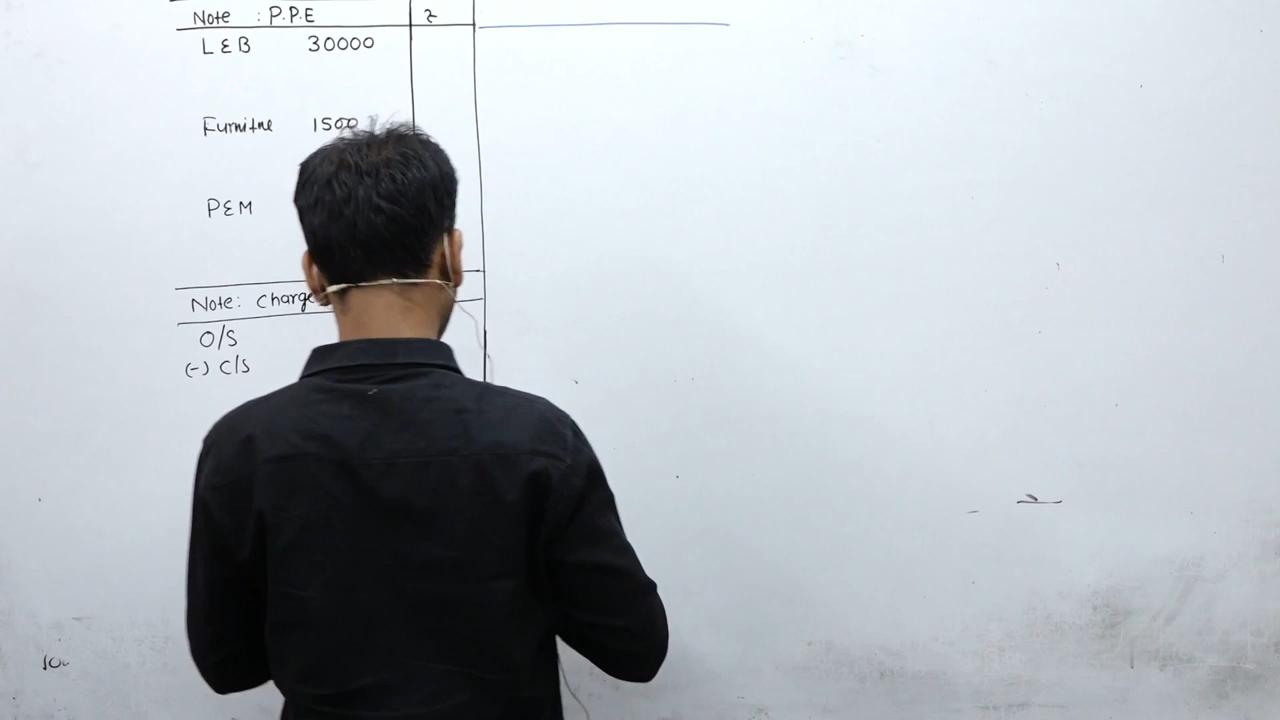 Note : P.P.E ₹
L & B 30000
Furniture 1500
P & M
Note: Charge
O/S
(-) C/S